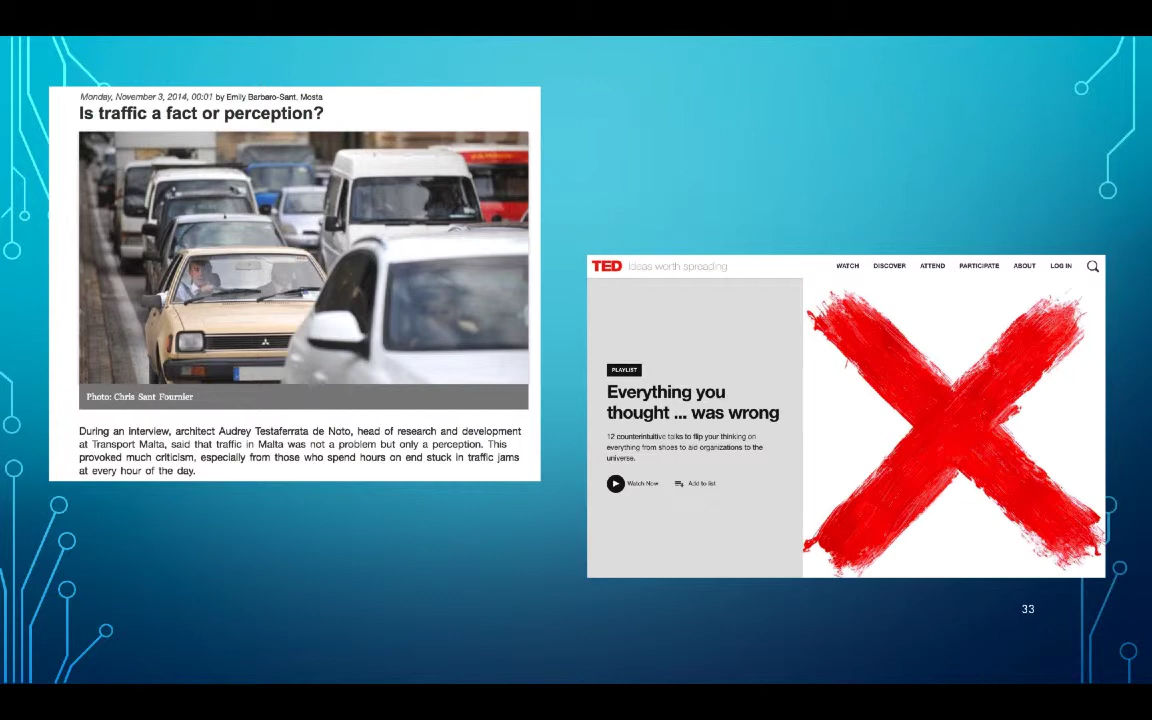 Monday, November 3, 2014, 00:01 by Emily Barbaro-Sant, Mosta
Is traffic a fact or perception?
Photo: Chris Sant Fournier
During an interview, architect Audrey Testaferrata de Noto, head of research and development
at Transport Malta, said that traffic in Malta was not a problem but only a perception. This
provoked much criticism, especially from those who spend hours on end stuck in traffic jams
at every hour of the day.
TED Ideas worth spreading WATCH DISCOVER ATTEND PARTICIPATE ABOUT LOG IN
PLAYLIST
Everything you
thought ... was wrong
12 counterintuitive talks to flip your thinking on
everything from shoes to aid organizations to the
universe.
Watch Now Add to list
33